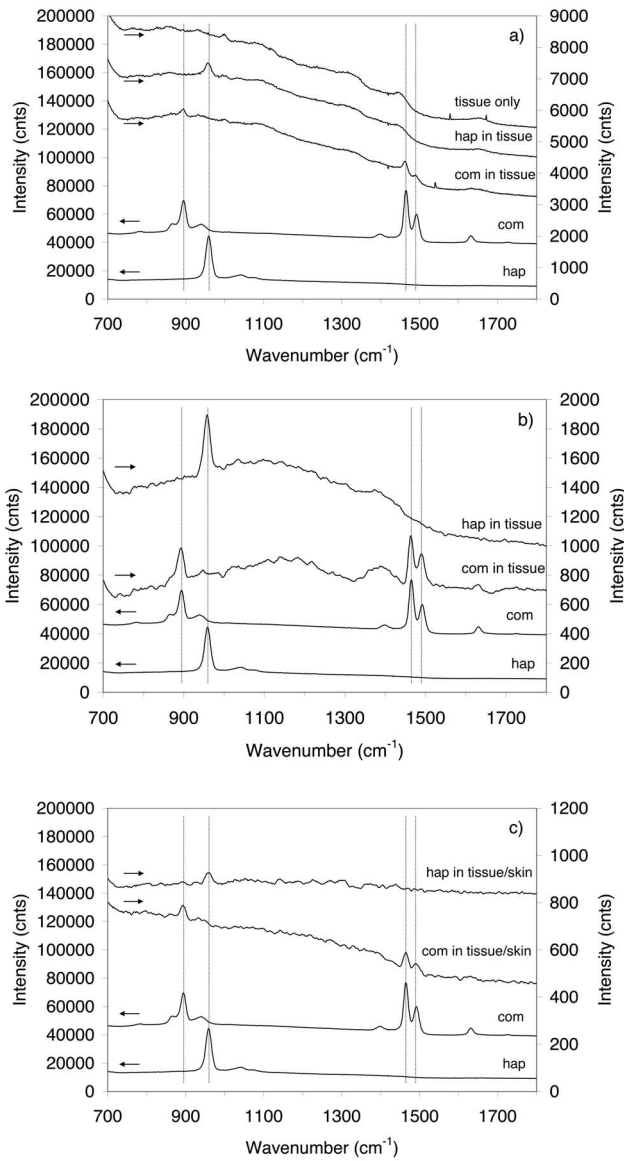 a)
200000
180000
160000
140000
120000
100000
80000
60000
40000
20000
0
9000
8000
7000
6000
5000
4000
3000
2000
1000
0
Intensity (cnts)
Intensity (cnts)
tissue only
hap in tissue
com in tissue
com
hap
700 900 1100 1300 1500 1700
Wavenumber (cm⁻¹)
b)
200000
180000
160000
140000
120000
100000
80000
60000
40000
20000
0
2000
1800
1600
1400
1200
1000
800
600
400
200
0
Intensity (cnts)
Intensity (cnts)
hap in tissue
com in tissue
com
hap
700 900 1100 1300 1500 1700
Wavenumber (cm⁻¹)
c)
200000
180000
160000
140000
120000
100000
80000
60000
40000
20000
0
1200
1000
800
600
400
200
0
Intensity (cnts)
Intensity (cnts)
hap in tissue/skin
com in tissue/skin
com
hap
700 900 1100 1300 1500 1700
Wavenumber (cm⁻¹)